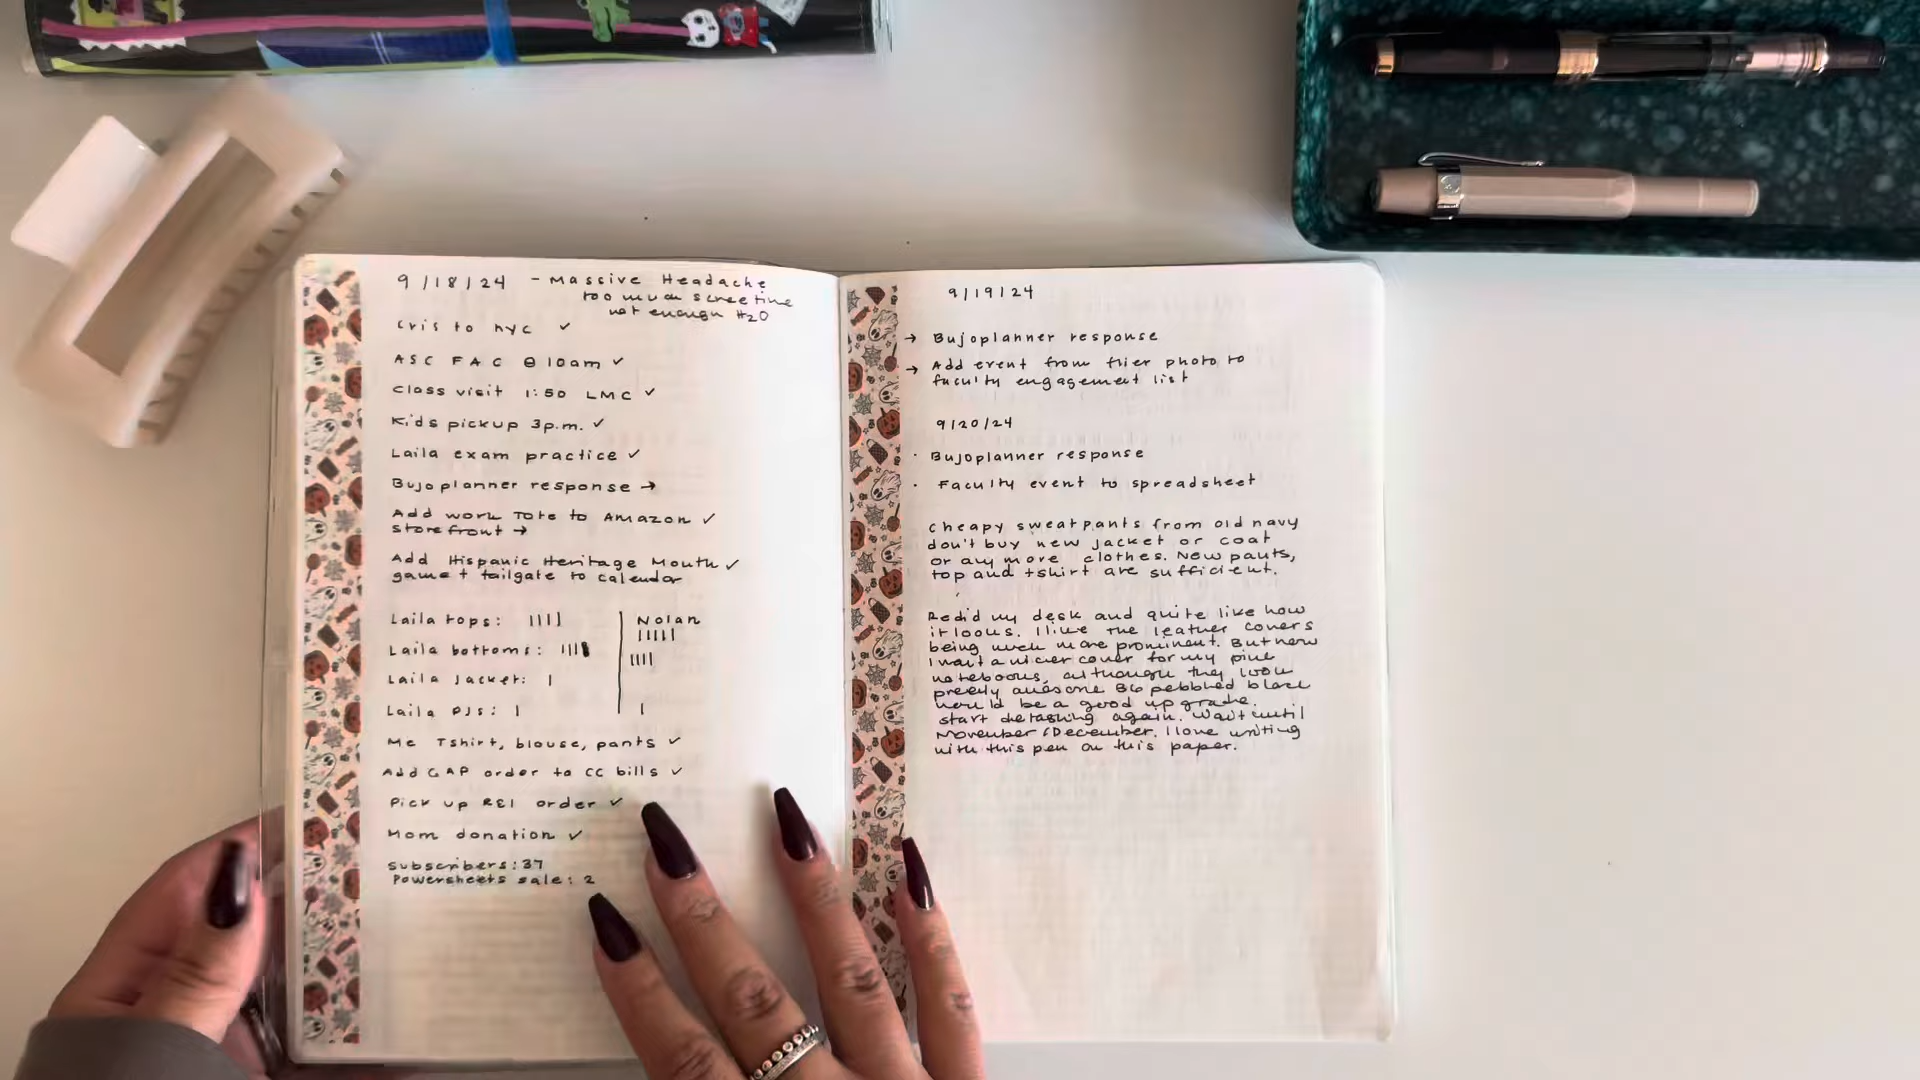 9/18/24 - Massive Headache
too much screetime
not enough H2O
Cris to nyc ✓
ASC FAC @ 10am ✓
Class visit 1:50 LMC ✓
Kids pickup 3p.m. ✓
Laila exam practice ✓
Bujoplanner response →
Add work Tote to Amazon ✓
storefront →
Add Hispanic Heritage Month ✓
game + tailgate to calendar
Laila tops: ||||
Laila bottoms: ||||
Laila Jacket: |
Laila PJs: |
Nolan
|||||
||||
|
Me Tshirt, blouse, pants ✓
Add GAP order to CC bills ✓
Pick up REI order ✓
Mom donation ✓
Subscribers: 37
Powersheets sale: 2
9/19/24
→ Bujoplanner response
→ Add event from flier photo to
faculty engagement list
9/20/24
· Bujoplanner response
· Faculty event to spreadsheet
Cheapy sweatpants from old navy
don't buy new jacket or coat
or any more clothes. New pants,
top and tshirt are sufficient.
Redid my desk and quite like how
it looks. I like the leather covers
being much more prominent. But now
I want a nicer cover for my pink
notebooks, although they look
pretty awesome B6 pebbled black
would be a good upgrade.
start destashing again. Wait until
November/December. I love writing
with this pen on this paper.